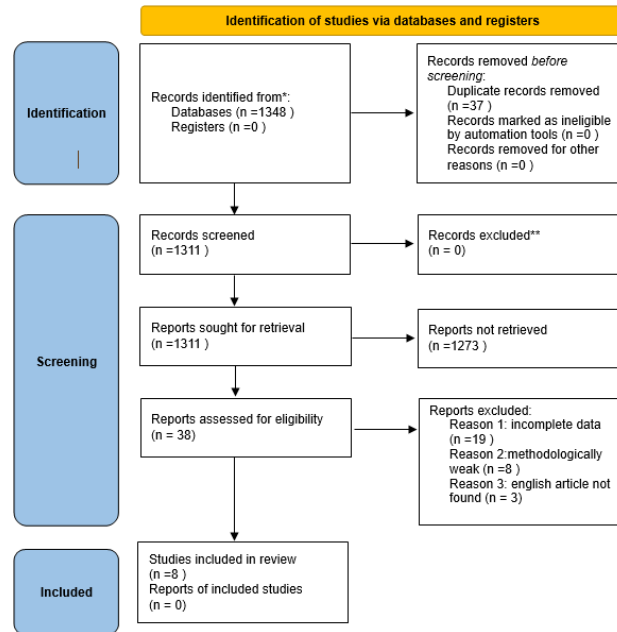 Identification of studies via databases and registers
Identification
Records identified from*:
Databases (n =1348 )
Registers (n =0 )
Records removed before
screening:
Duplicate records removed
(n =37 )
Records marked as ineligible
by automation tools (n =0 )
Records removed for other
reasons (n =0 )
Screening
Records screened
(n =1311 )
Records excluded**
(n = 0)
Reports sought for retrieval
(n =1311 )
Reports not retrieved
(n =1273 )
Reports assessed for eligibility
(n = 38)
Reports excluded:
Reason 1: incomplete data
(n =19 )
Reason 2:methodologically
weak (n =8 )
Reason 3: english article not
found (n = 3)
Included
Studies included in review
(n =8 )
Reports of included studies
(n = 0)